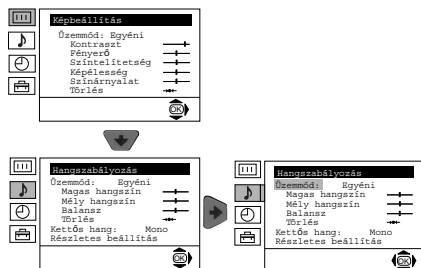 Képbeállítás
Üzemmód: Egyéni
Kontraszt
Fényerő
Színtelítetség
Képélesség
Színárnyalat
Törlés
OK
Hangszabályozás
Üzemmód: Egyéni
Magas hangszín
Mély hangszín
Balansz
Törlés
Kettős hang: Mono
Részletes beállítás
OK
Hangszabályozás
Üzemmód: Egyéni
Magas hangszín
Mély hangszín
Balansz
Törlés
Kettős hang: Mono
Részletes beállítás
OK